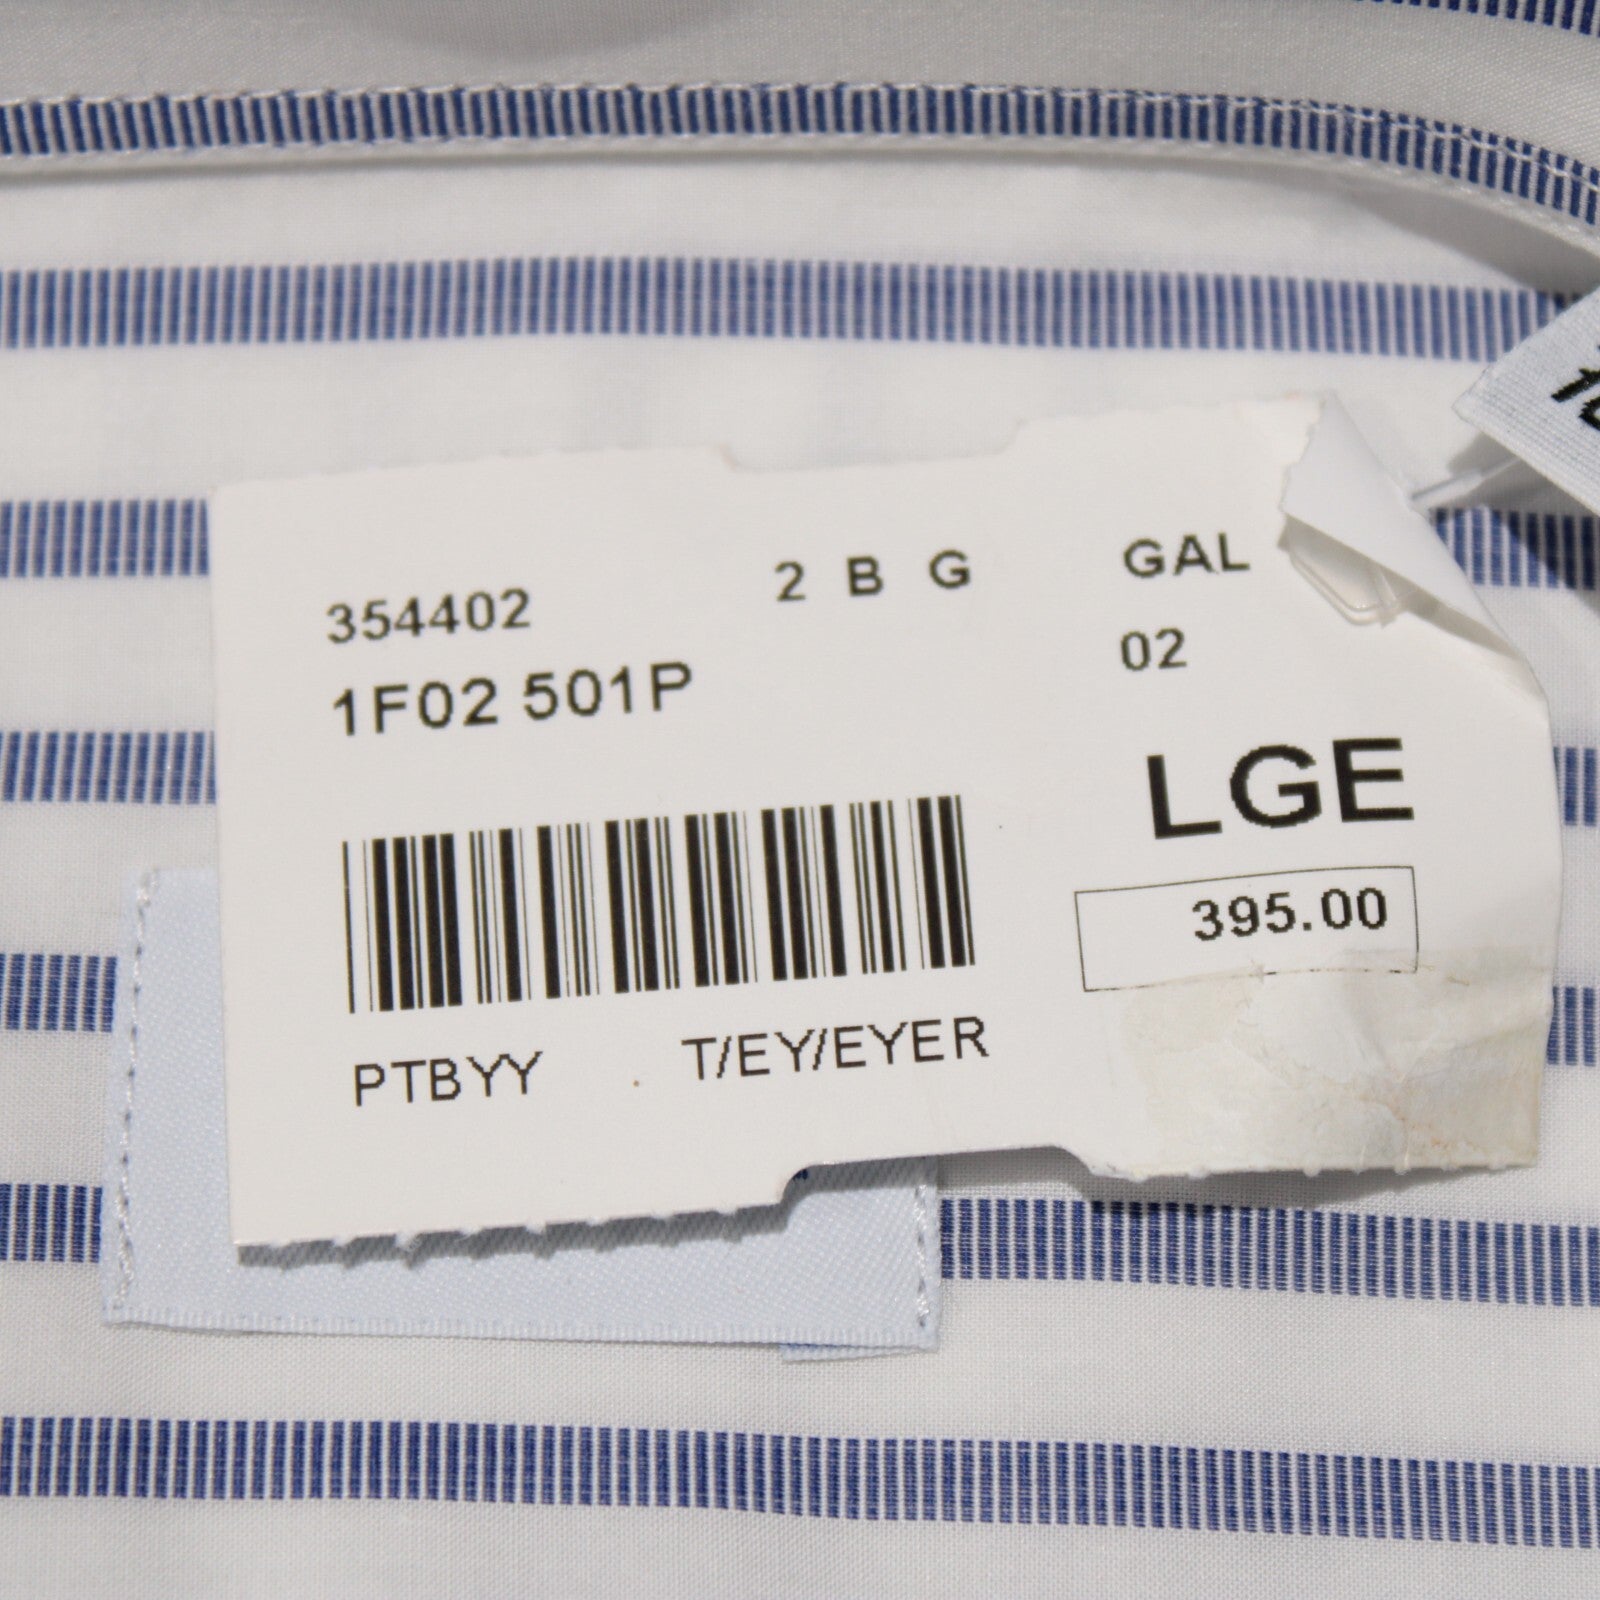 354402 2 B G GAL
1F02 501P 02
LGE
395.00
PTBYY T/EY/EYER